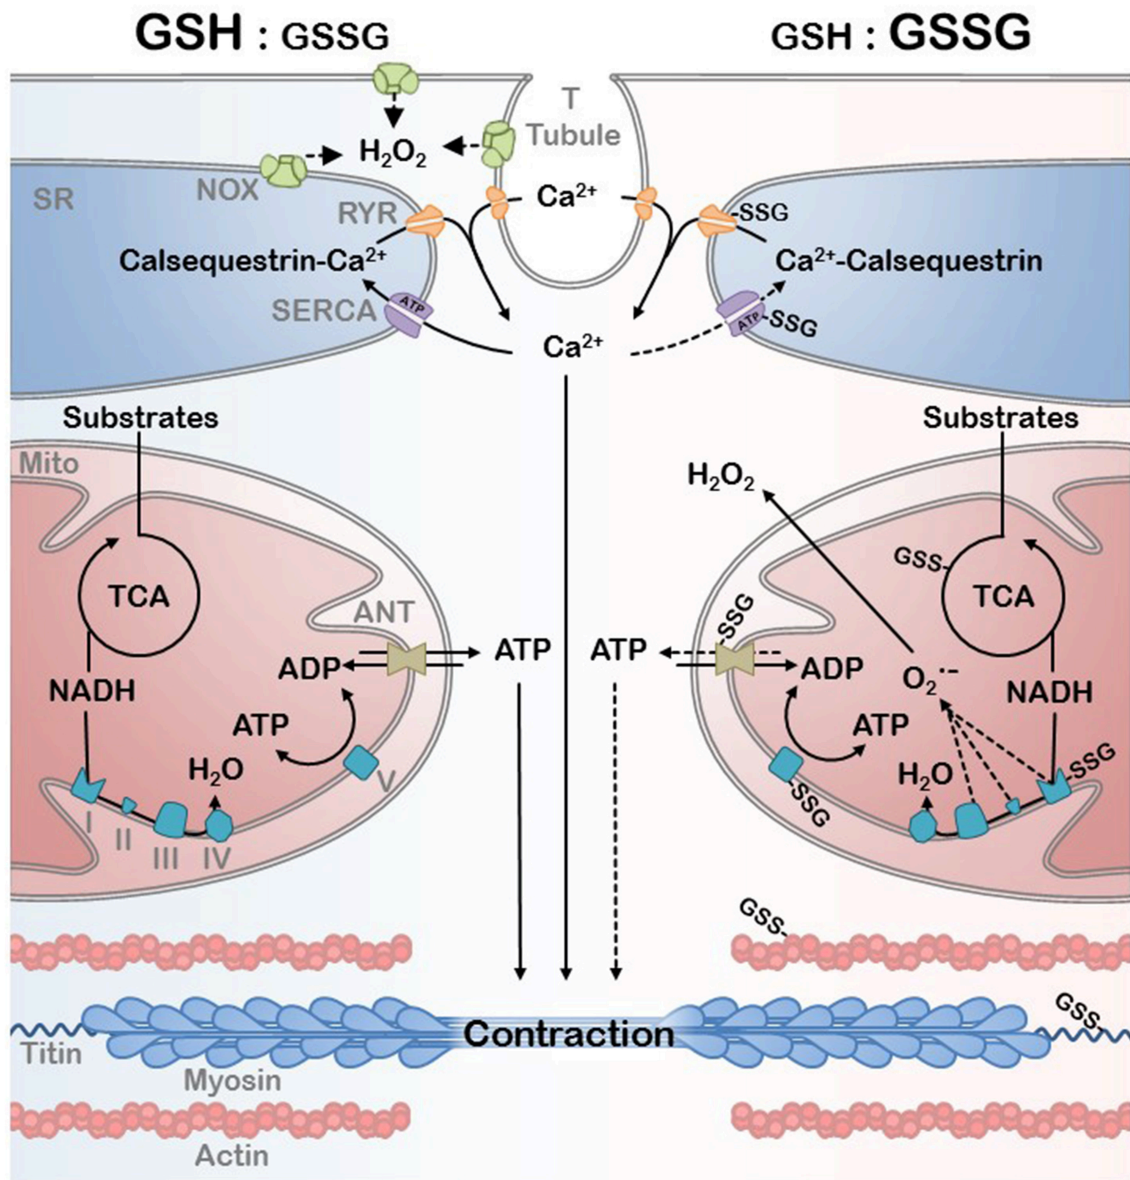 GSH : GSSG
GSH : GSSG
T
Tubule
H₂O₂
NOX
SR
RYR
Ca²⁺
-SSG
Calsequestrin-Ca²⁺
Ca²⁺-Calsequestrin
SERCA
ATP
ATP
-SSG
Ca²⁺
Substrates
Substrates
Mito
H₂O₂
TCA
GSS-
TCA
ANT
-SSG
ADP
ATP
ATP
ADP
O₂˙⁻
NADH
NADH
ATP
ATP
H₂O
H₂O
-SSG
V
-SSG
I
II
III
IV
GSS-
GSS-
Contraction
Titin
Myosin
Actin